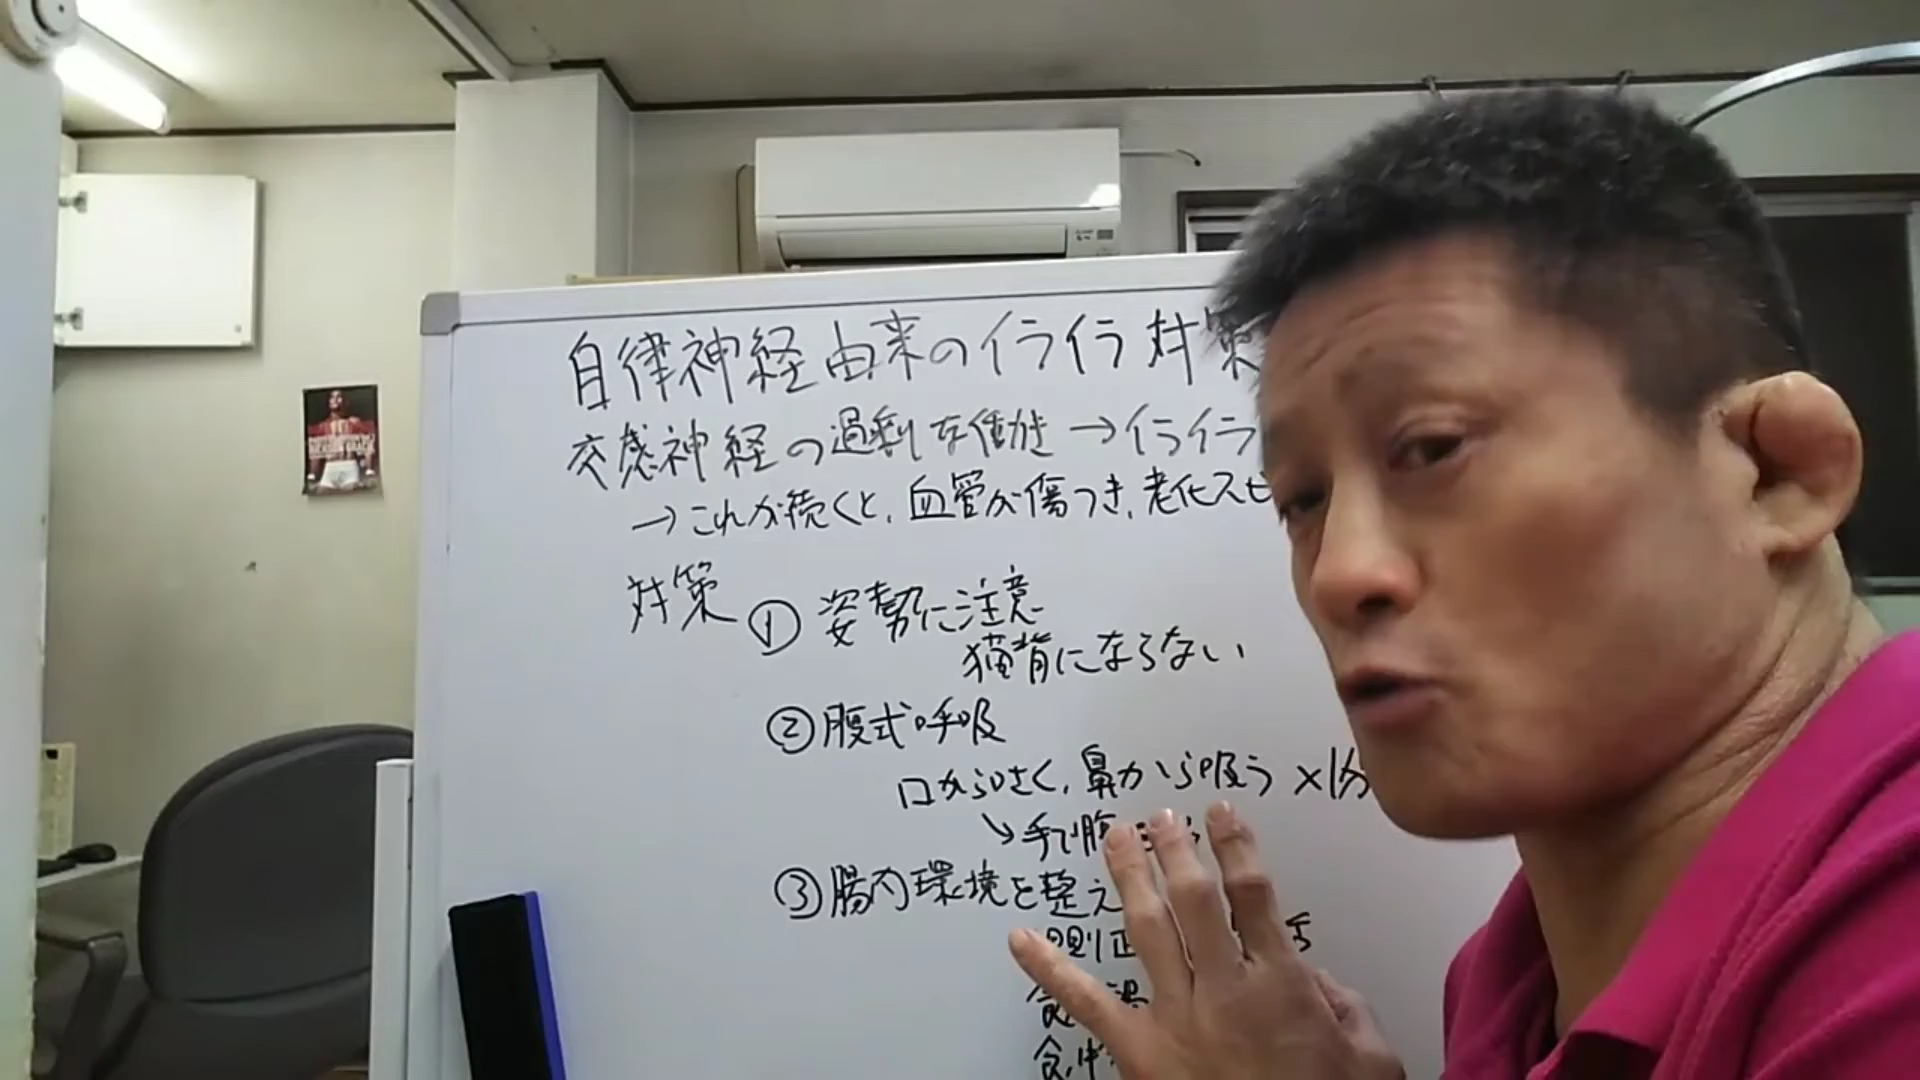 自律神経由来のイライラ対策
交感神経の過剰な働き→イライラ
→これが続くと、血管が傷つき、老化スピ
対策 ① 姿勢に注意
猫背にならない
② 腹式呼吸
口からはく、鼻から吸う ×1分
↘手で腹
③ 腸内環境を整え
規則正